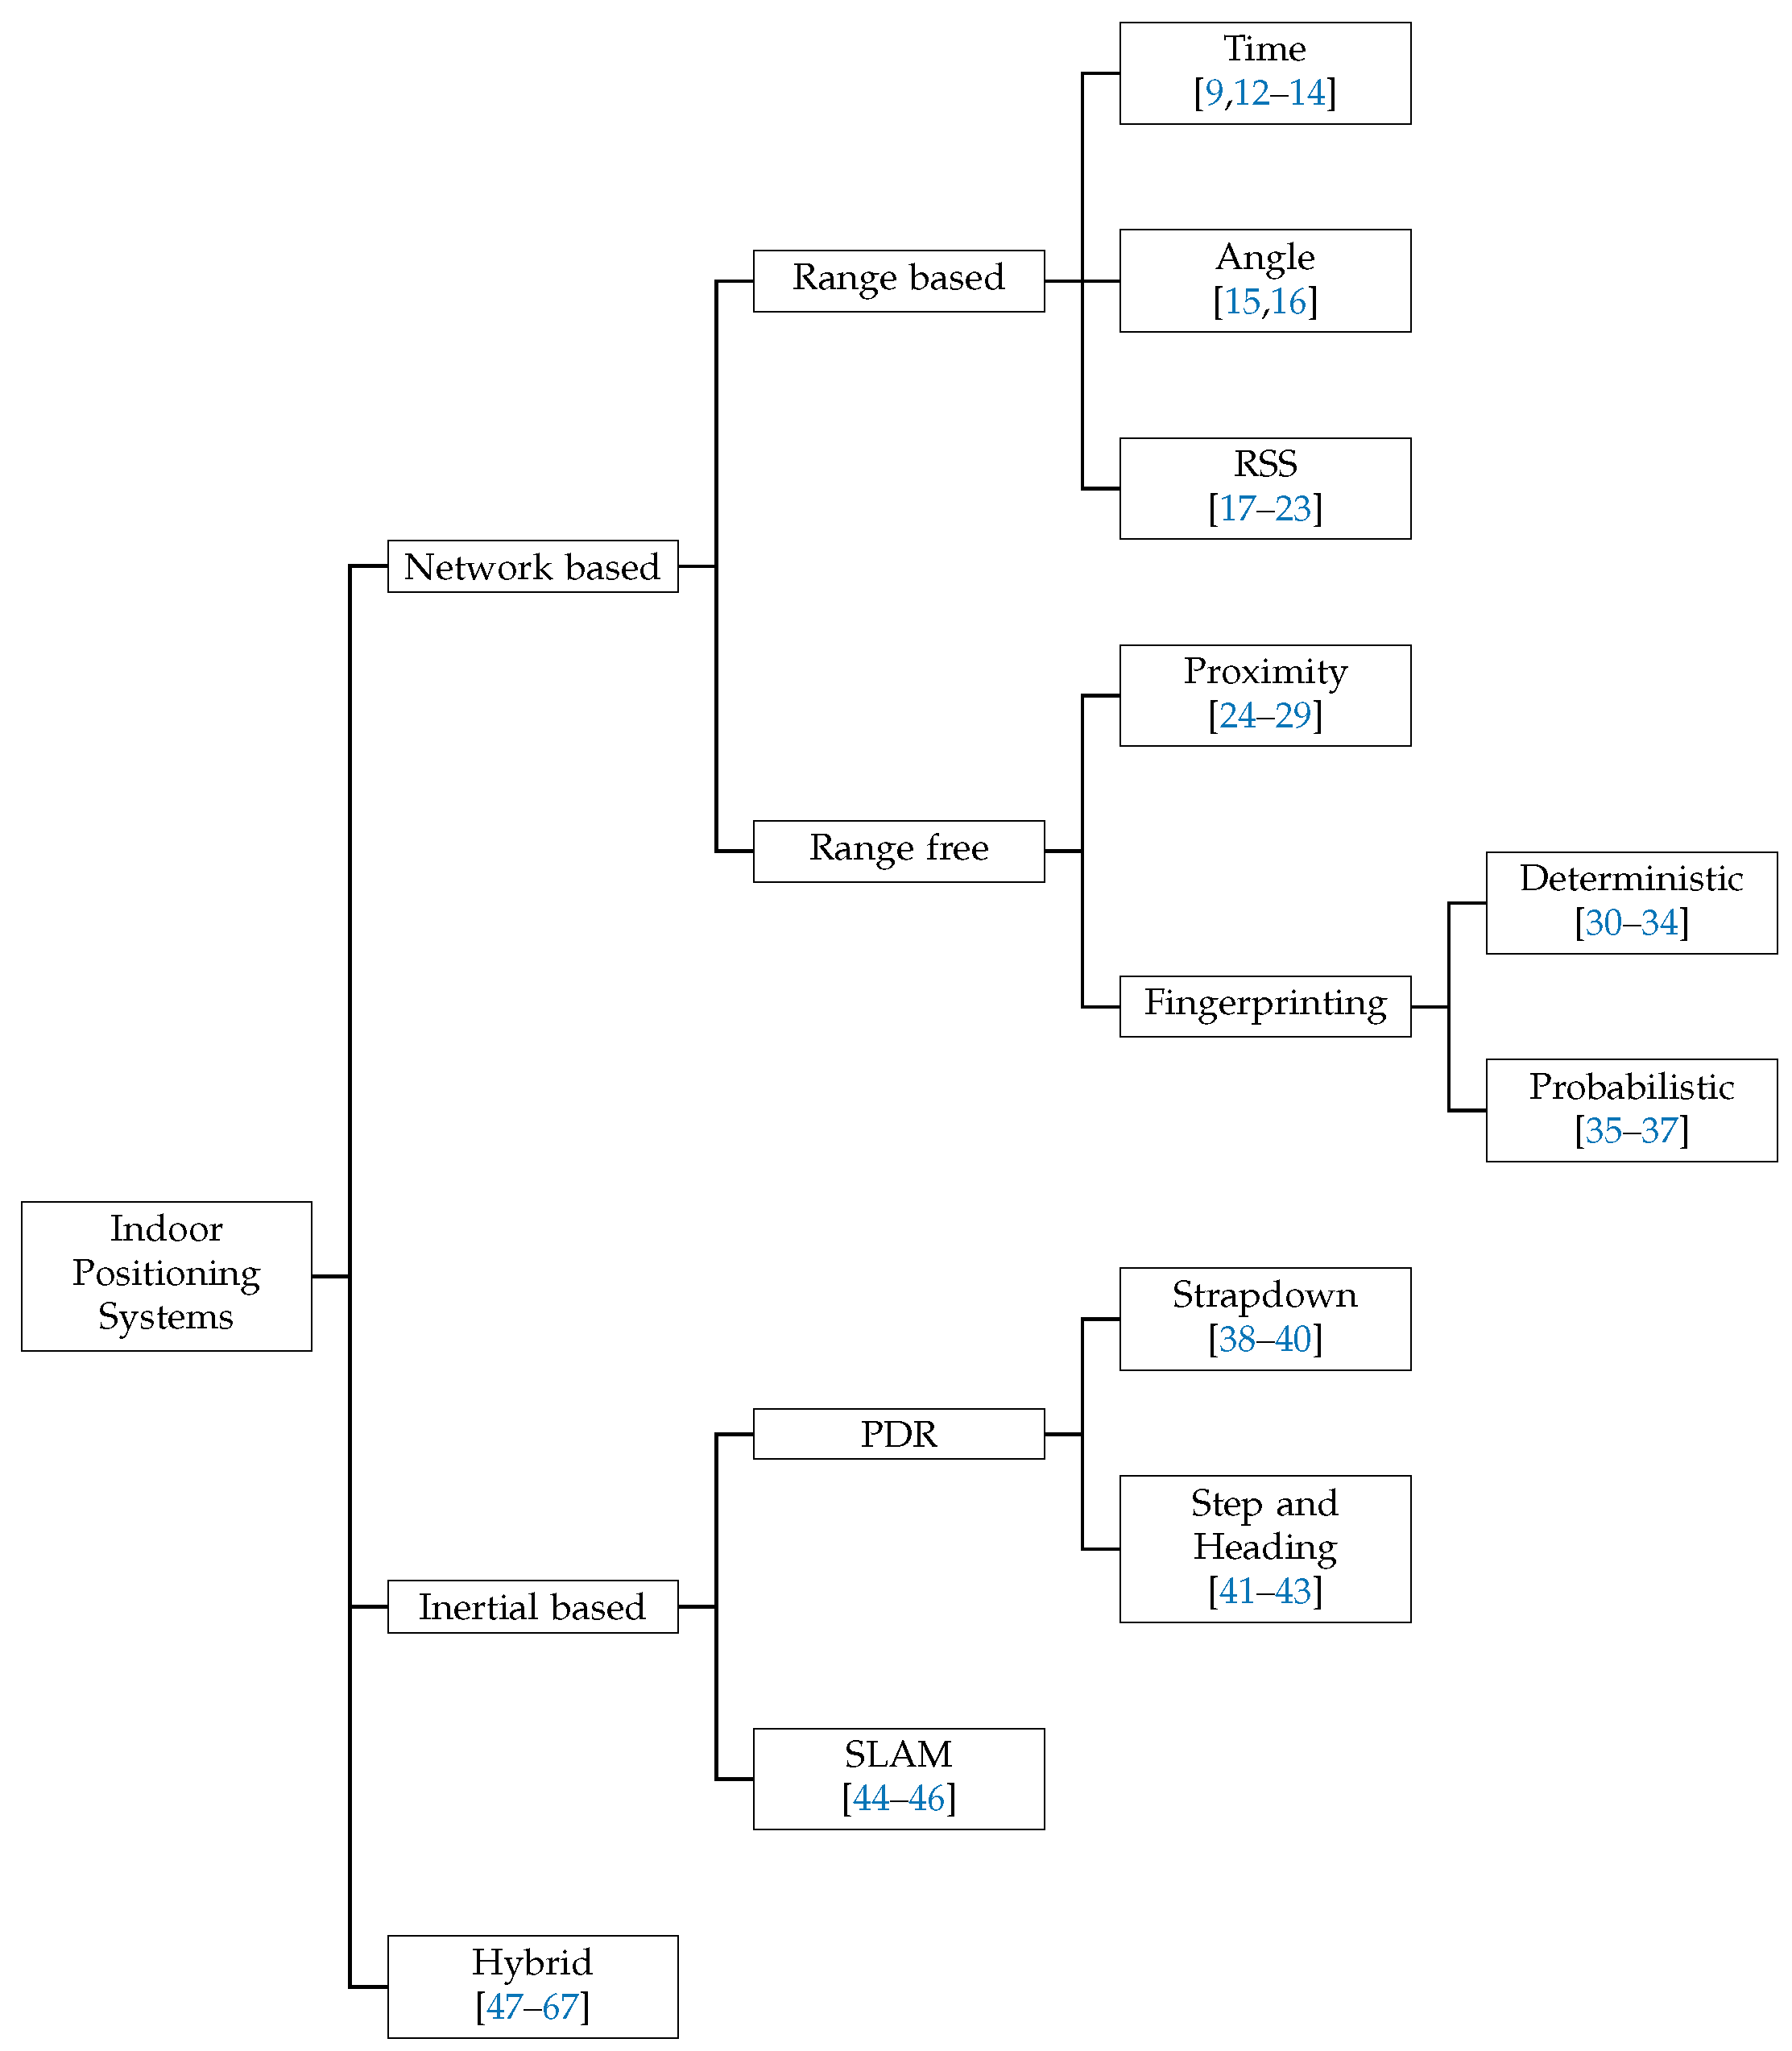 Time
[9,12–14]
Angle
[15,16]
Range based
RSS
[17–23]
Network based
Proximity
[24–29]
Range free
Deterministic
[30–34]
Fingerprinting
Probabilistic
[35–37]
Indoor
Positioning
Systems
Strapdown
[38–40]
PDR
Step and
Heading
[41–43]
Inertial based
SLAM
[44–46]
Hybrid
[47–67]